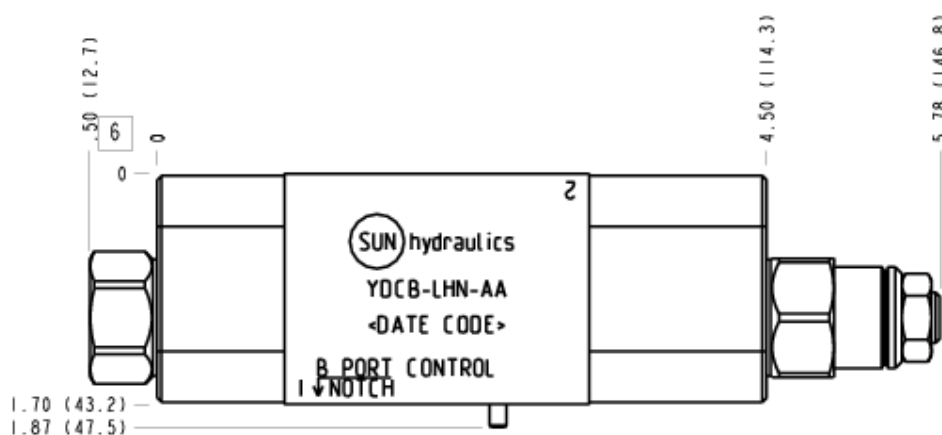 .50 (12.7)
6
0
4.50 (114.3)
5.78 (146.8)
0
2
SUN hydraulics
YDCB-LHN-AA
<DATE CODE>
B PORT CONTROL
1 ↓ NOTCH
1.70 (43.2)
1.87 (47.5)